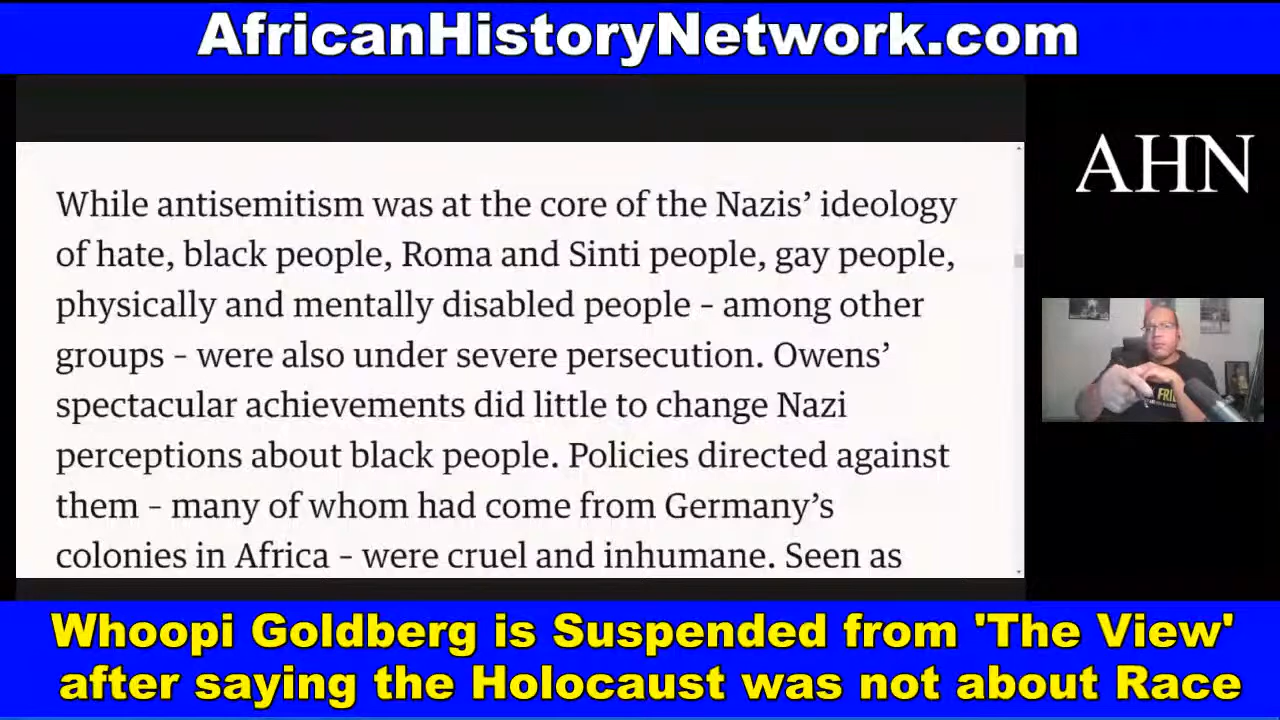 AfricanHistoryNetwork.com
AHN
While antisemitism was at the core of the Nazis’ ideology
of hate, black people, Roma and Sinti people, gay people,
physically and mentally disabled people – among other
groups – were also under severe persecution. Owens’
spectacular achievements did little to change Nazi
perceptions about black people. Policies directed against
them – many of whom had come from Germany’s
colonies in Africa – were cruel and inhumane. Seen as
Whoopi Goldberg is Suspended from 'The View'
after saying the Holocaust was not about Race